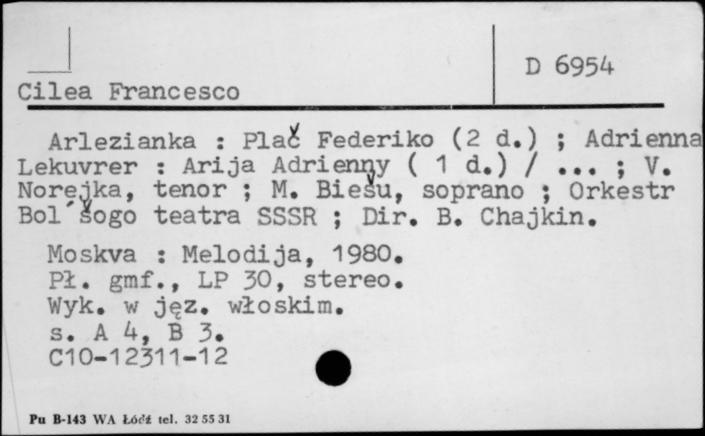 D 6954
Cilea Francesco
Arlezianka : Plač Federiko (2 d.) ; Adrienna
Lekuvrer : Arija Adrienny ( 1 d.) / ... ; V.
Norejka, tenor ; M. Biešu, soprano ; Orkestr
Bol´šogo teatra SSSR ; Dir. B. Chajkin.
Moskva : Melodija, 1980.
Pł. gmf., LP 30, stereo.
Wyk. w jęz. włoskim.
s. A 4, B 3.
C10-12311-12
Pu B-143 WA Łódź tel. 32 55 31